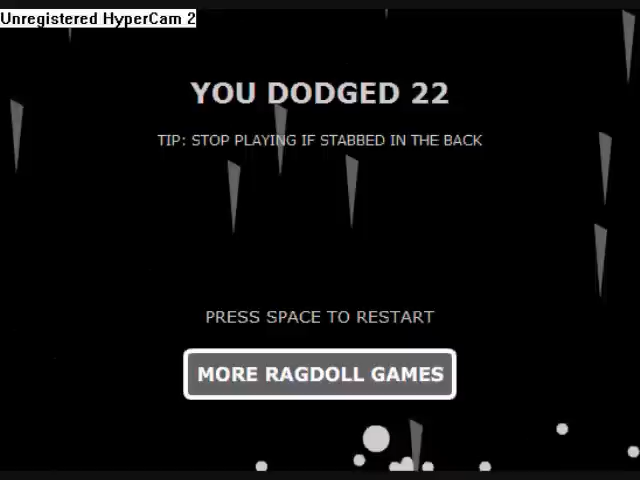 Unregistered HyperCam 2
YOU DODGED 22
TIP: STOP PLAYING IF STABBED IN THE BACK
PRESS SPACE TO RESTART
MORE RAGDOLL GAMES